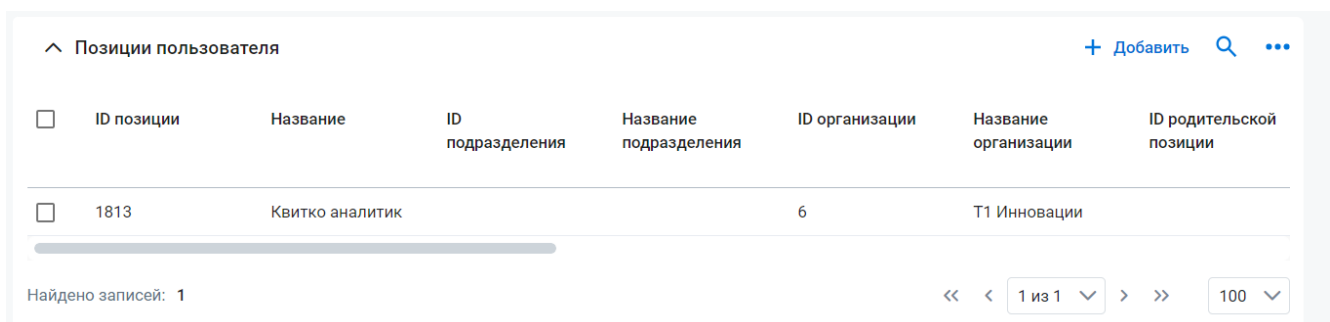 Позиции пользователя
Добавить
ID позиции
Название
ID подразделения
Название подразделения
ID организации
Название организации
ID родительской позиции
1813
Квитко аналитик
6
Т1 Инновации
Найдено записей: 1
1 из 1
100